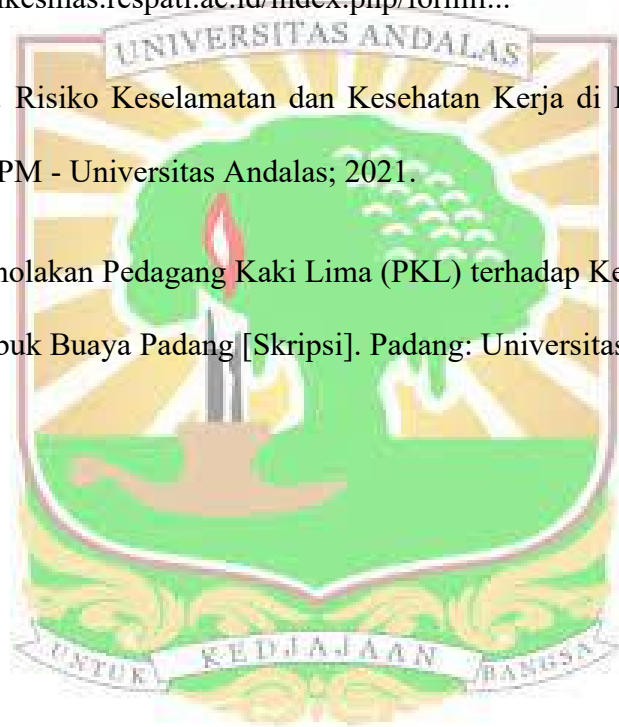 kesmas.respati.ac.id/index.php/formil...
UNIVERSITAS ANDALAS
Risiko Keselamatan dan Kesehatan Kerja di
PM - Universitas Andalas; 2021.
nolakan Pedagang Kaki Lima (PKL) terhadap Ke
buk Buaya Padang [Skripsi]. Padang: Universitas
UNTUK KEDJAJAAN BANGSA